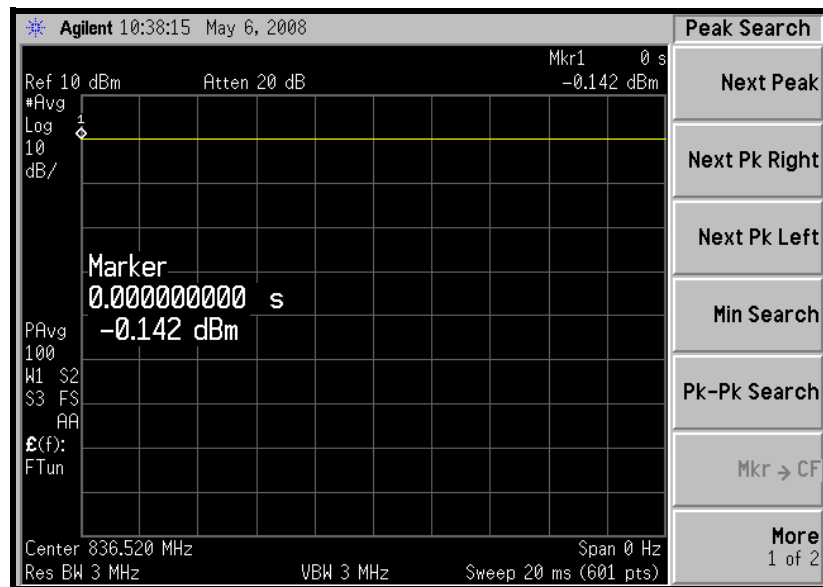 Agilent 10:38:15 May 6, 2008
Peak Search
Mkr1 0 s
Ref 10 dBm Atten 20 dB -0.142 dBm
#Avg
Log
10
dB/
1
Marker
0.000000000 s
-0.142 dBm
PAvg
100
W1 S2
S3 FS
AA
£(f):
FTun
Center 836.520 MHz Span 0 Hz
Res BW 3 MHz VBW 3 MHz Sweep 20 ms (601 pts)
Next Peak
Next Pk Right
Next Pk Left
Min Search
Pk-Pk Search
Mkr → CF
More
1 of 2